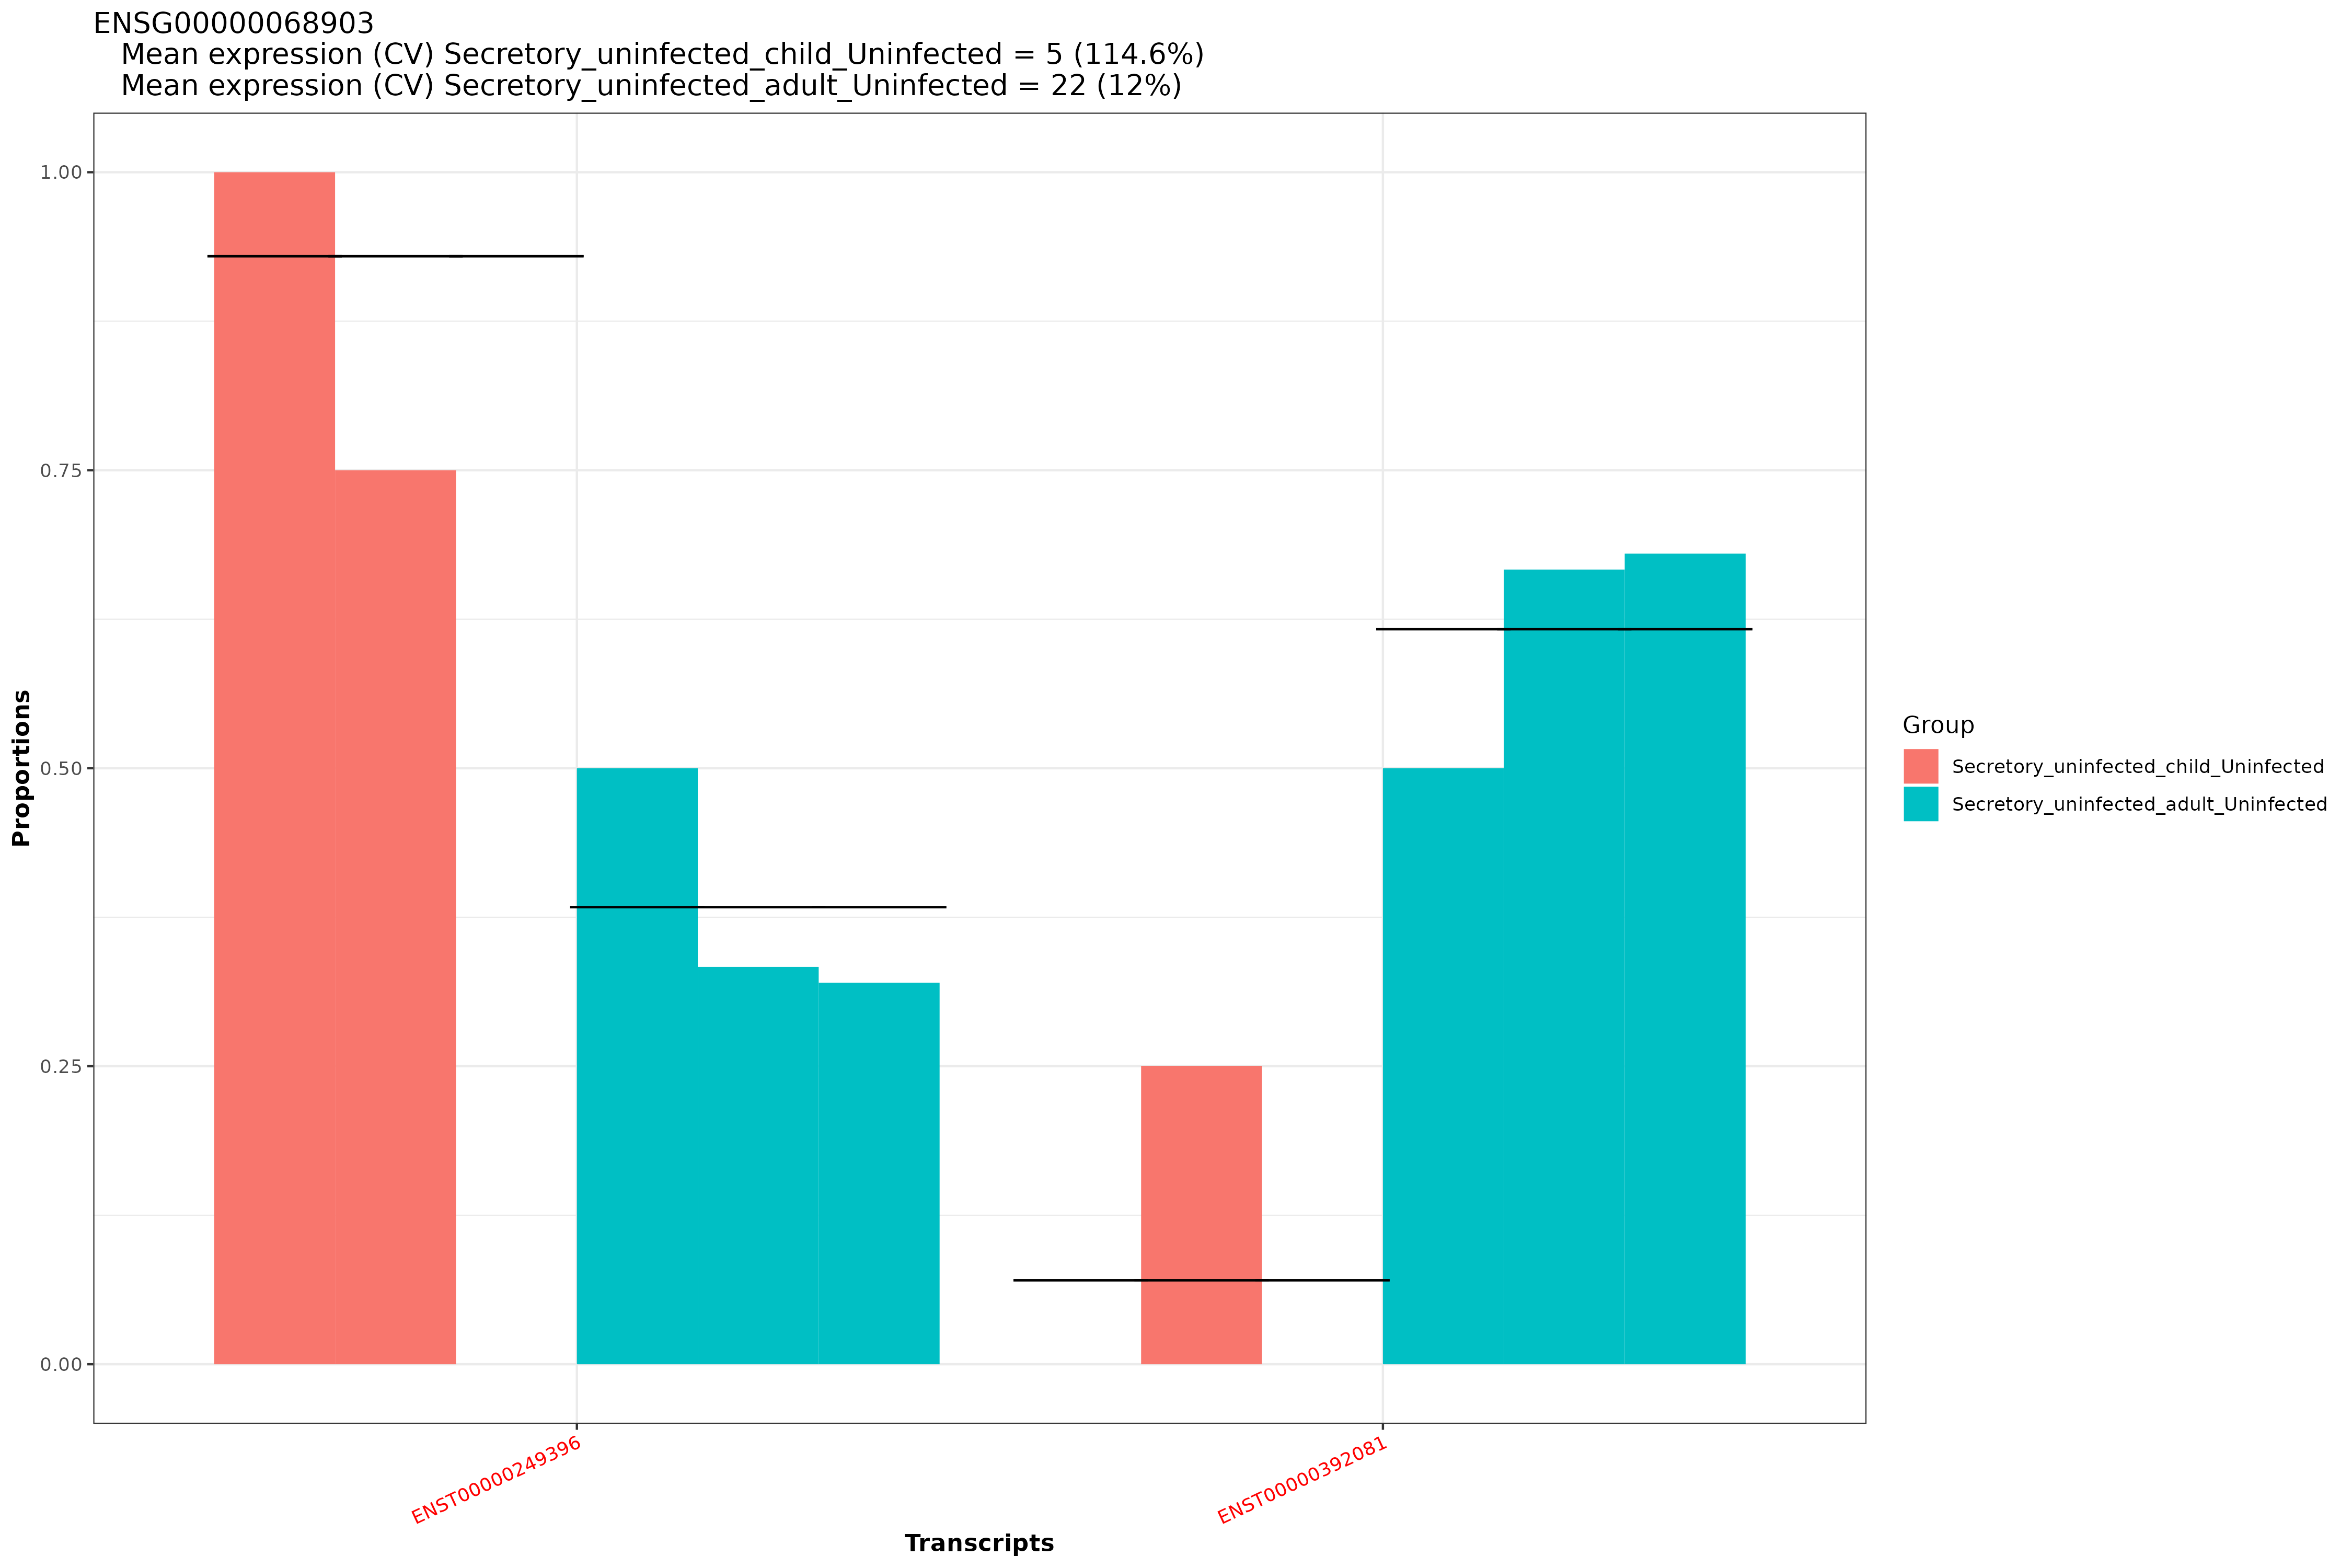 ENSG00000068903
Mean expression (CV) Secretory_uninfected_child_Uninfected = 5 (114.6%)
Mean expression (CV) Secretory_uninfected_adult_Uninfected = 22 (12%)
1.00
0.75
0.50
0.25
0.00
Proportions
ENST00000249396
ENST00000392081
Transcripts
Group
Secretory_uninfected_child_Uninfected
Secretory_uninfected_adult_Uninfected